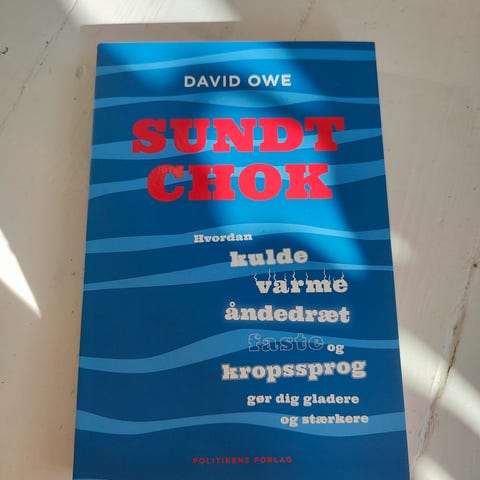 DAVID OWE
SUNDT
CHOK
Hvordan
kulde
varme
åndedræt
faste og
kropssprog
gør dig gladere
og stærkere
POLITIKENS FORLAG